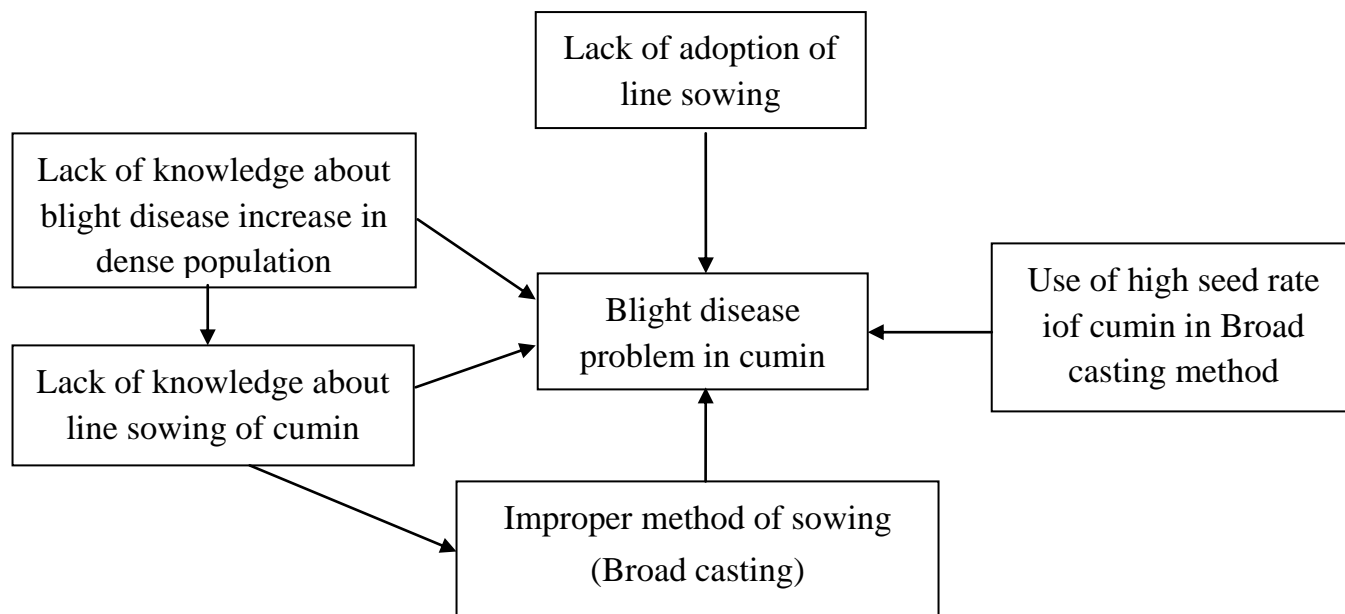 Lack of adoption of
line sowing
Lack of knowledge about
blight disease increase in
dense population
Blight disease
problem in cumin
Use of high seed rate
iof cumin in Broad
casting method
Lack of knowledge about
line sowing of cumin
Improper method of sowing
(Broad casting)